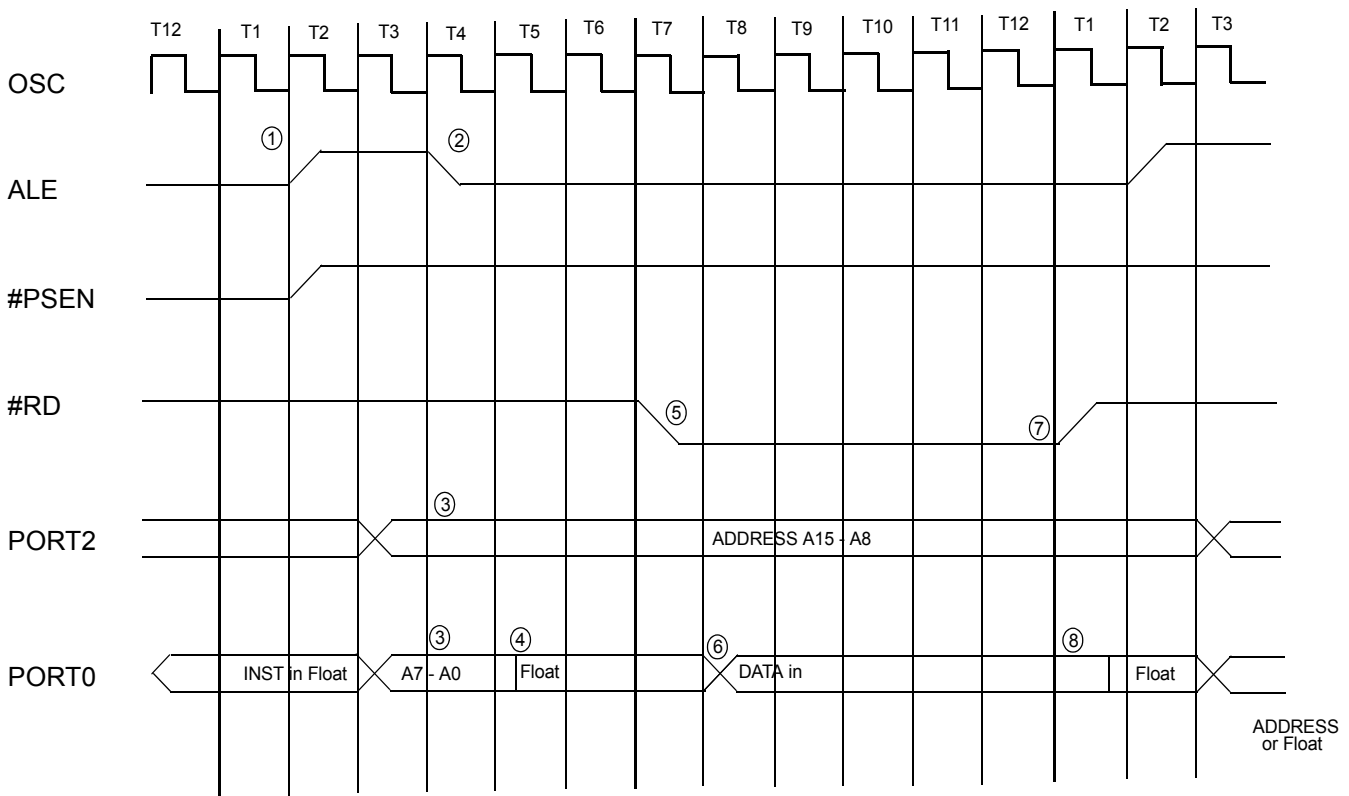 T12 T1 T2 T3 T4 T5 T6 T7 T8 T9 T10 T11 T12 T1 T2 T3
OSC
① ②
ALE
#PSEN
#RD
⑤ ⑦
③
PORT2 ADDRESS A15 - A8
③ ④ ⑥ ⑧
PORT0 INST in Float A7 - A0 Float DATA in Float
ADDRESS
or Float